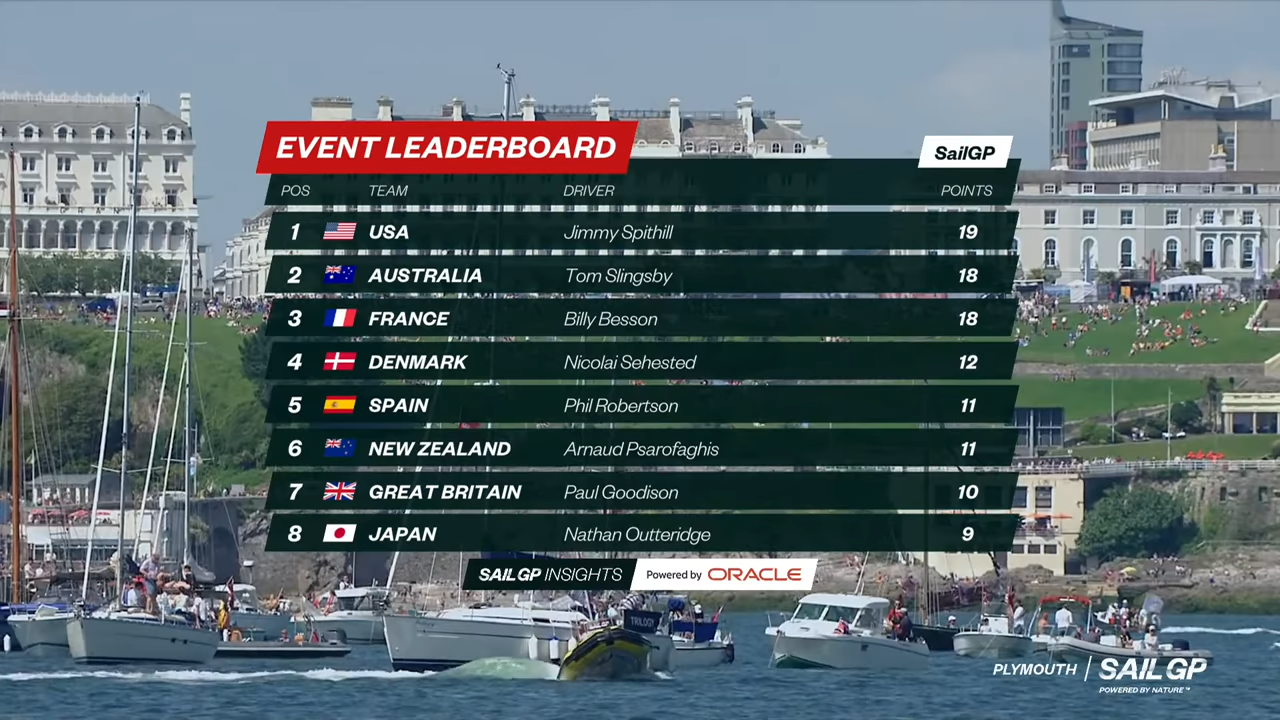 EVENT LEADERBOARD
SailGP
POS TEAM DRIVER POINTS
1 USA Jimmy Spithill 19
2 AUSTRALIA Tom Slingsby 18
3 FRANCE Billy Besson 18
4 DENMARK Nicolai Sehested 12
5 SPAIN Phil Robertson 11
6 NEW ZEALAND Arnaud Psarofaghis 11
7 GREAT BRITAIN Paul Goodison 10
8 JAPAN Nathan Outteridge 9
SAILGP INSIGHTS Powered by ORACLE
TRILOGY
PLYMOUTH SAIL GP
POWERED BY NATURE™